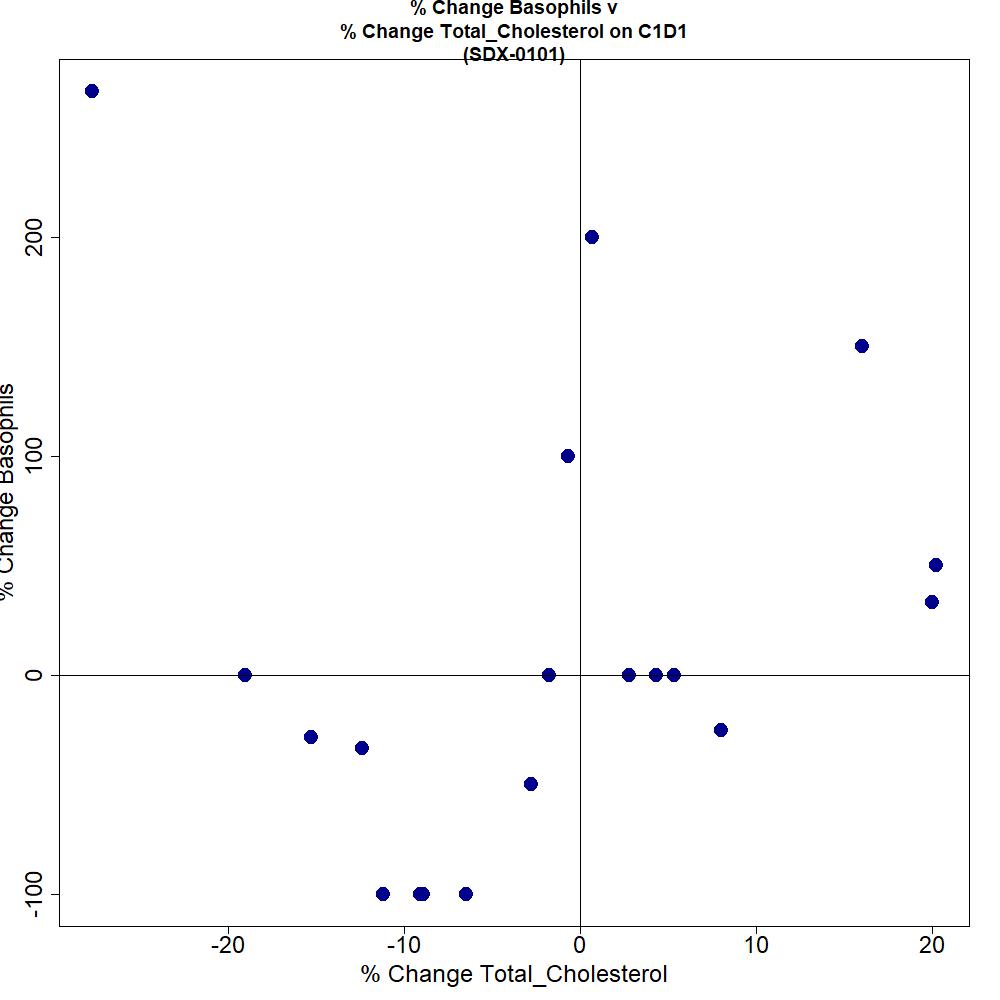 % Change Basophils v
% Change Total_Cholesterol on C1D1
(SDX-0101)
% Change Basophils
200
100
0
-100
-20
-10
0
10
20
% Change Total_Cholesterol